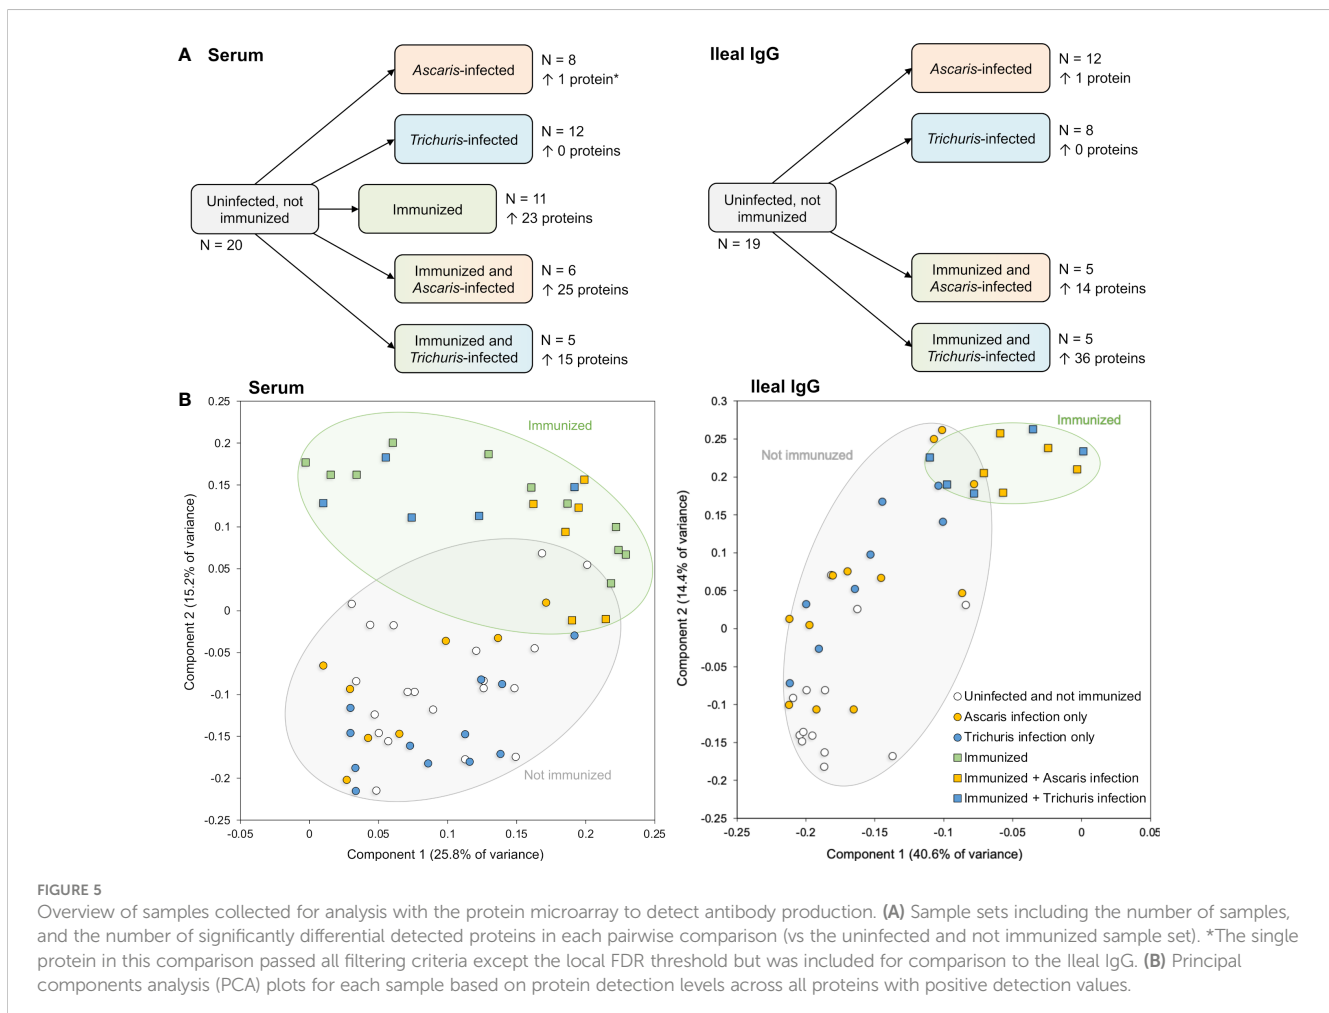 A Serum
Ascaris-infected
N = 8
↑ 1 protein*
Trichuris-infected
N = 12
↑ 0 proteins
Uninfected, not
immunized
N = 20
Immunized
N = 11
↑ 23 proteins
Immunized and
Ascaris-infected
N = 6
↑ 25 proteins
Immunized and
Trichuris-infected
N = 5
↑ 15 proteins
Ileal IgG
Ascaris-infected
N = 12
↑ 1 protein
Trichuris-infected
N = 8
↑ 0 proteins
Uninfected, not
immunized
N = 19
Immunized and
Ascaris-infected
N = 5
↑ 14 proteins
Immunized and
Trichuris-infected
N = 5
↑ 36 proteins
B Serum
0.25
0.2
0.15
0.1
0.05
0
-0.05
-0.1
-0.15
-0.2
-0.25
Component 2 (15.2% of variance)
Immunized
Not immunized
-0.05 0 0.05 0.1 0.15 0.2 0.25
Component 1 (25.8% of variance)
Ileal IgG
0.3
0.25
0.2
0.15
0.1
0.05
0
-0.05
-0.1
-0.15
-0.2
-0.25
Component 2 (14.4% of variance)
Immunized
Not immunuzed
Uninfected and not immunized
Ascaris infection only
Trichuris infection only
Immunized
Immunized + Ascaris infection
Immunized + Trichuris infection
-0.25 -0.2 -0.15 -0.1 -0.05 0 0.05
Component 1 (40.6% of variance)
FIGURE 5
Overview of samples collected for analysis with the protein microarray to detect antibody production. (A) Sample sets including the number of samples,
and the number of significantly differential detected proteins in each pairwise comparison (vs the uninfected and not immunized sample set). *The single
protein in this comparison passed all filtering criteria except the local FDR threshold but was included for comparison to the Ileal IgG. (B) Principal
components analysis (PCA) plots for each sample based on protein detection levels across all proteins with positive detection values.